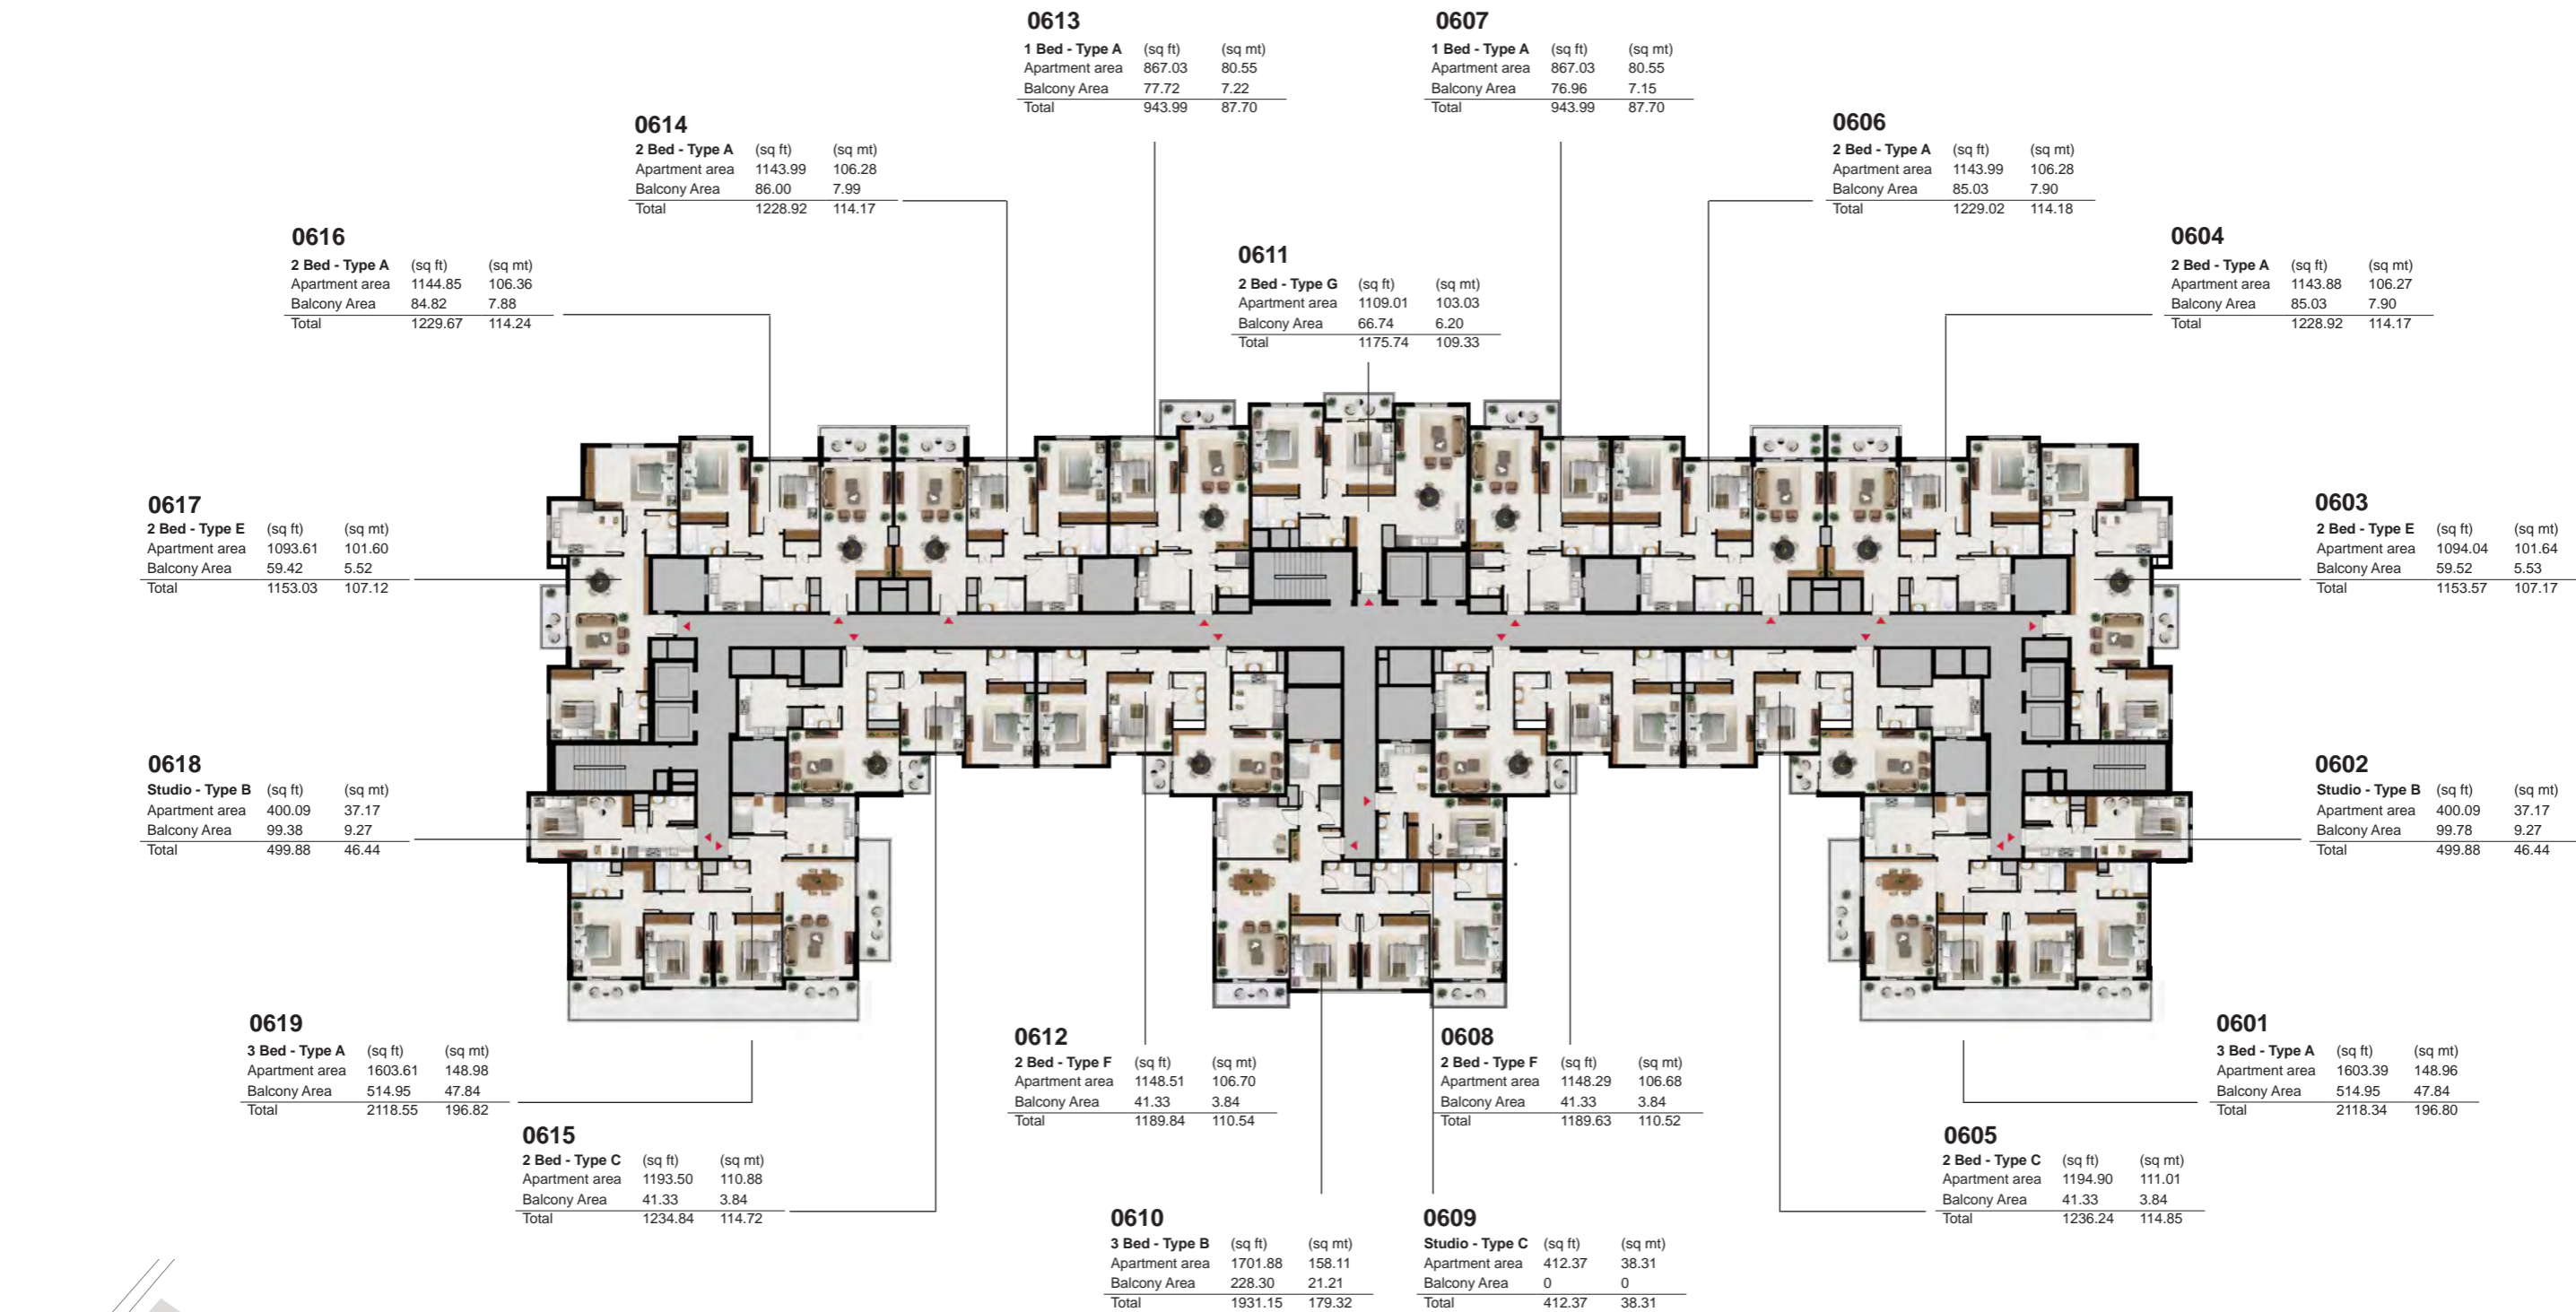 0613
1 Bed - Type A (sq ft) (sq mt)
Apartment area 867.03 80.55
Balcony Area 77.72 7.22
Total 943.99 87.70
0607
1 Bed - Type A (sq ft) (sq mt)
Apartment area 867.03 80.55
Balcony Area 76.96 7.15
Total 943.99 87.70
0614
2 Bed - Type A (sq ft) (sq mt)
Apartment area 1143.99 106.28
Balcony Area 86.00 7.99
Total 1228.92 114.17
0606
2 Bed - Type A (sq ft) (sq mt)
Apartment area 1143.99 106.28
Balcony Area 85.03 7.90
Total 1229.02 114.18
0616
2 Bed - Type A (sq ft) (sq mt)
Apartment area 1144.85 106.36
Balcony Area 84.82 7.88
Total 1229.67 114.24
0611
2 Bed - Type G (sq ft) (sq mt)
Apartment area 1109.01 103.03
Balcony Area 66.74 6.20
Total 1175.74 109.33
0604
2 Bed - Type A (sq ft) (sq mt)
Apartment area 1143.88 106.27
Balcony Area 85.03 7.90
Total 1228.92 114.17
0617
2 Bed - Type E (sq ft) (sq mt)
Apartment area 1093.61 101.60
Balcony Area 59.42 5.52
Total 1153.03 107.12
0603
2 Bed - Type E (sq ft) (sq mt)
Apartment area 1094.04 101.64
Balcony Area 59.52 5.53
Total 1153.57 107.17
0618
Studio - Type B (sq ft) (sq mt)
Apartment area 400.09 37.17
Balcony Area 99.38 9.27
Total 499.88 46.44
0602
Studio - Type B (sq ft) (sq mt)
Apartment area 400.09 37.17
Balcony Area 99.78 9.27
Total 499.88 46.44
0619
3 Bed - Type A (sq ft) (sq mt)
Apartment area 1603.61 148.98
Balcony Area 514.95 47.84
Total 2118.55 196.82
0612
2 Bed - Type F (sq ft) (sq mt)
Apartment area 1148.51 106.70
Balcony Area 41.33 3.84
Total 1189.84 110.54
0608
2 Bed - Type F (sq ft) (sq mt)
Apartment area 1148.29 106.68
Balcony Area 41.33 3.84
Total 1189.63 110.52
0601
3 Bed - Type A (sq ft) (sq mt)
Apartment area 1603.39 148.96
Balcony Area 514.95 47.84
Total 2118.34 196.80
0615
2 Bed - Type C (sq ft) (sq mt)
Apartment area 1193.50 110.88
Balcony Area 41.33 3.84
Total 1234.84 114.72
0605
2 Bed - Type C (sq ft) (sq mt)
Apartment area 1194.90 111.01
Balcony Area 41.33 3.84
Total 1236.24 114.85
0610
3 Bed - Type B (sq ft) (sq mt)
Apartment area 1701.88 158.11
Balcony Area 228.30 21.21
Total 1931.15 179.32
0609
Studio - Type C (sq ft) (sq mt)
Apartment area 412.37 38.31
Balcony Area 0 0
Total 412.37 38.31